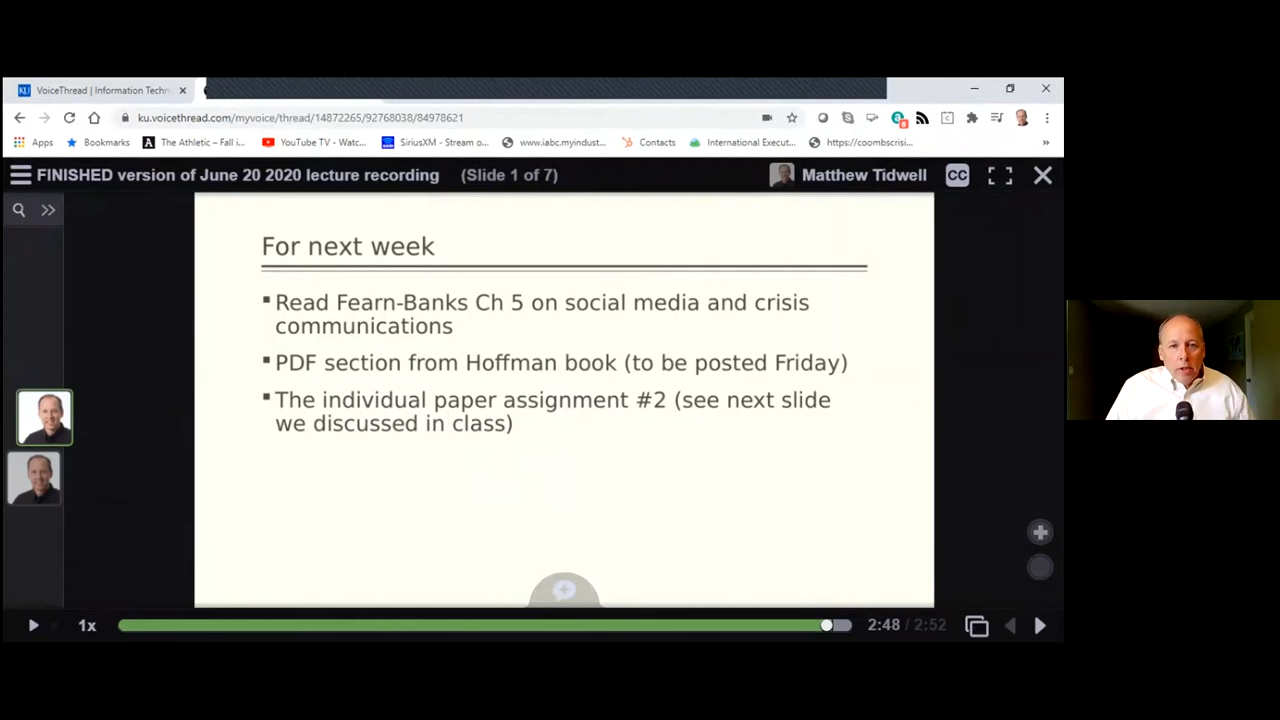 KU VoiceThread | Information Techn
ku.voicethread.com/myvoice/thread/14872265/92768038/84978621
Apps Bookmarks A The Athletic – Fall i... YouTube TV - Watc... SiriusXM - Stream o... www.iabc.myindust... Contacts International Execut... https://coombscrisi... »
FINISHED version of June 20 2020 lecture recording (Slide 1 of 7) Matthew Tidwell CC
For next week
▪Read Fearn-Banks Ch 5 on social media and crisis
communications
▪PDF section from Hoffman book (to be posted Friday)
▪The individual paper assignment #2 (see next slide
we discussed in class)
1x 2:48 / 2:52